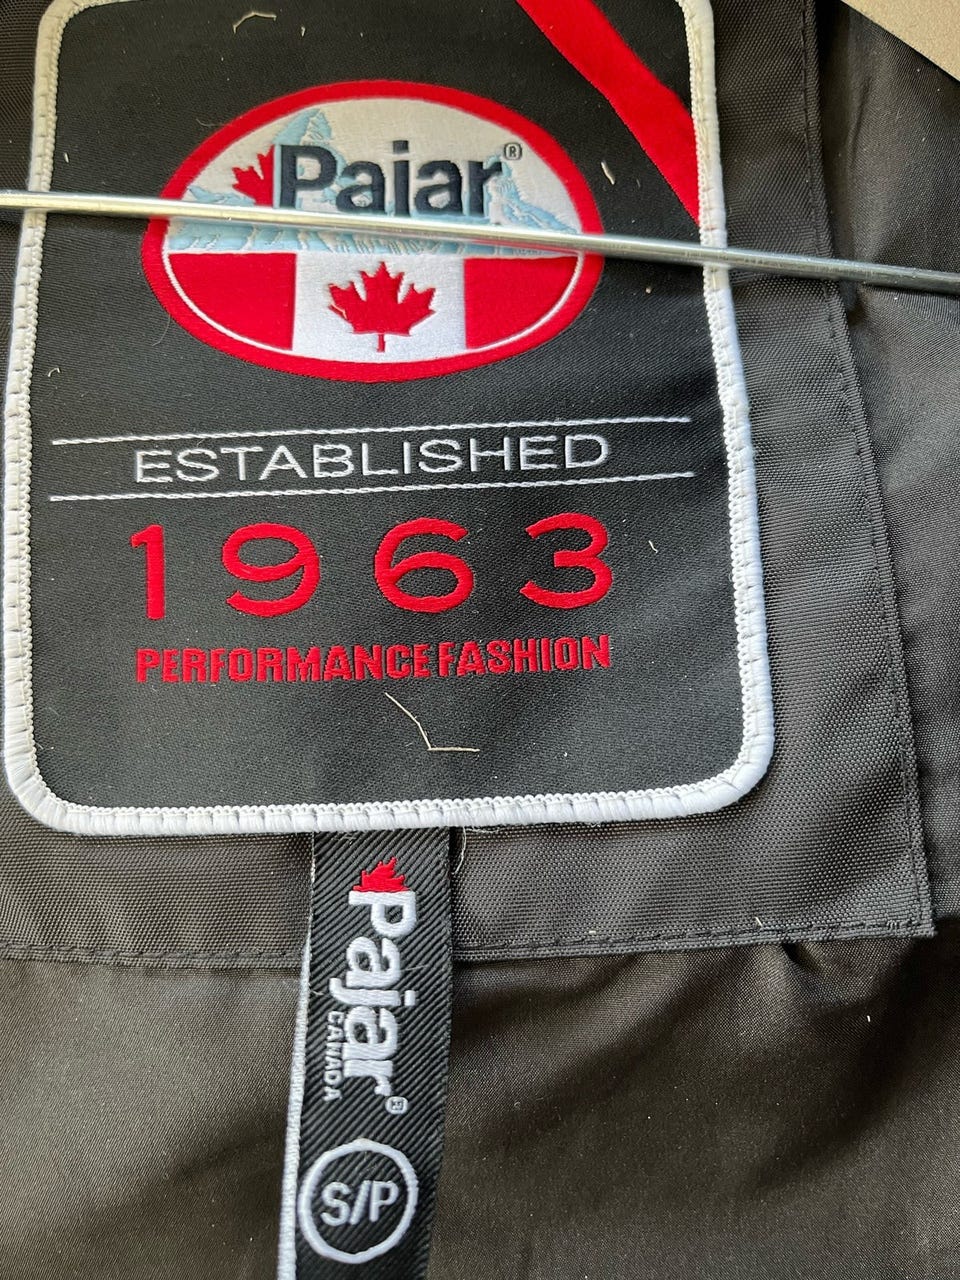 Pajar®
ESTABLISHED
1963
PERFORMANCE FASHION
Pajar®
CANADA
S/P